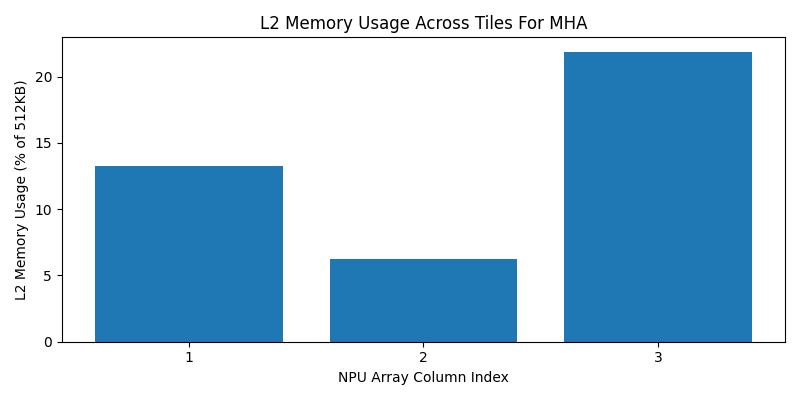 L2 Memory Usage Across Tiles For MHA
L2 Memory Usage (% of 512KB)
20
15
10
5
0
1
2
3
NPU Array Column Index